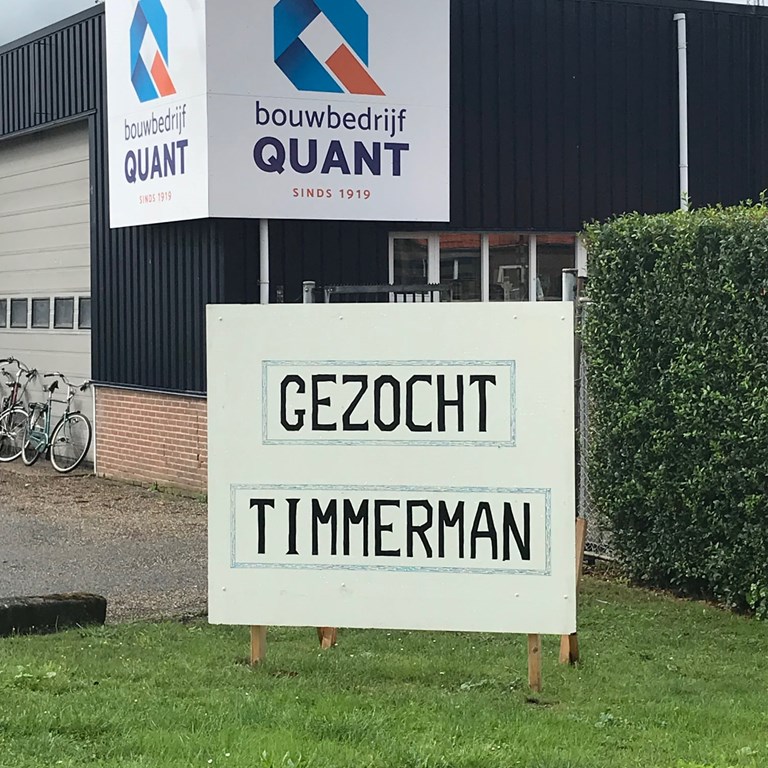 bouwbedrijf
QUANT
SINDS 1919
bouwbedrijf
QUANT
SINDS 1919
GEZOCHT
TIMMERMAN